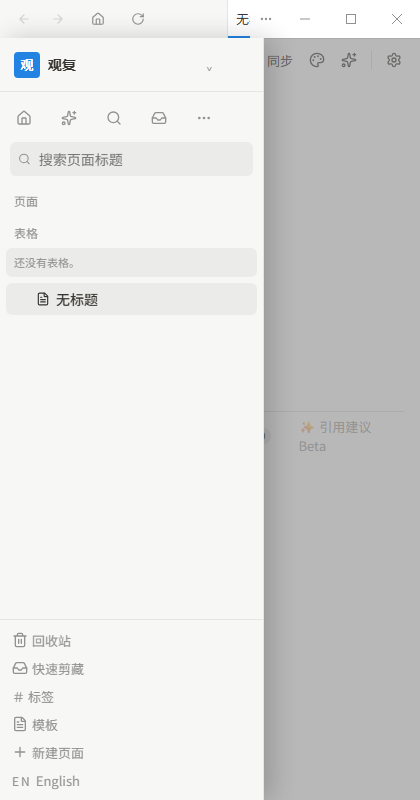 无
观 观复
同步
搜索页面标题
页面
表格
还没有表格。
无标题
✨ 引用建议
Beta
回收站
快速剪藏
# 标签
模板
新建页面
EN English